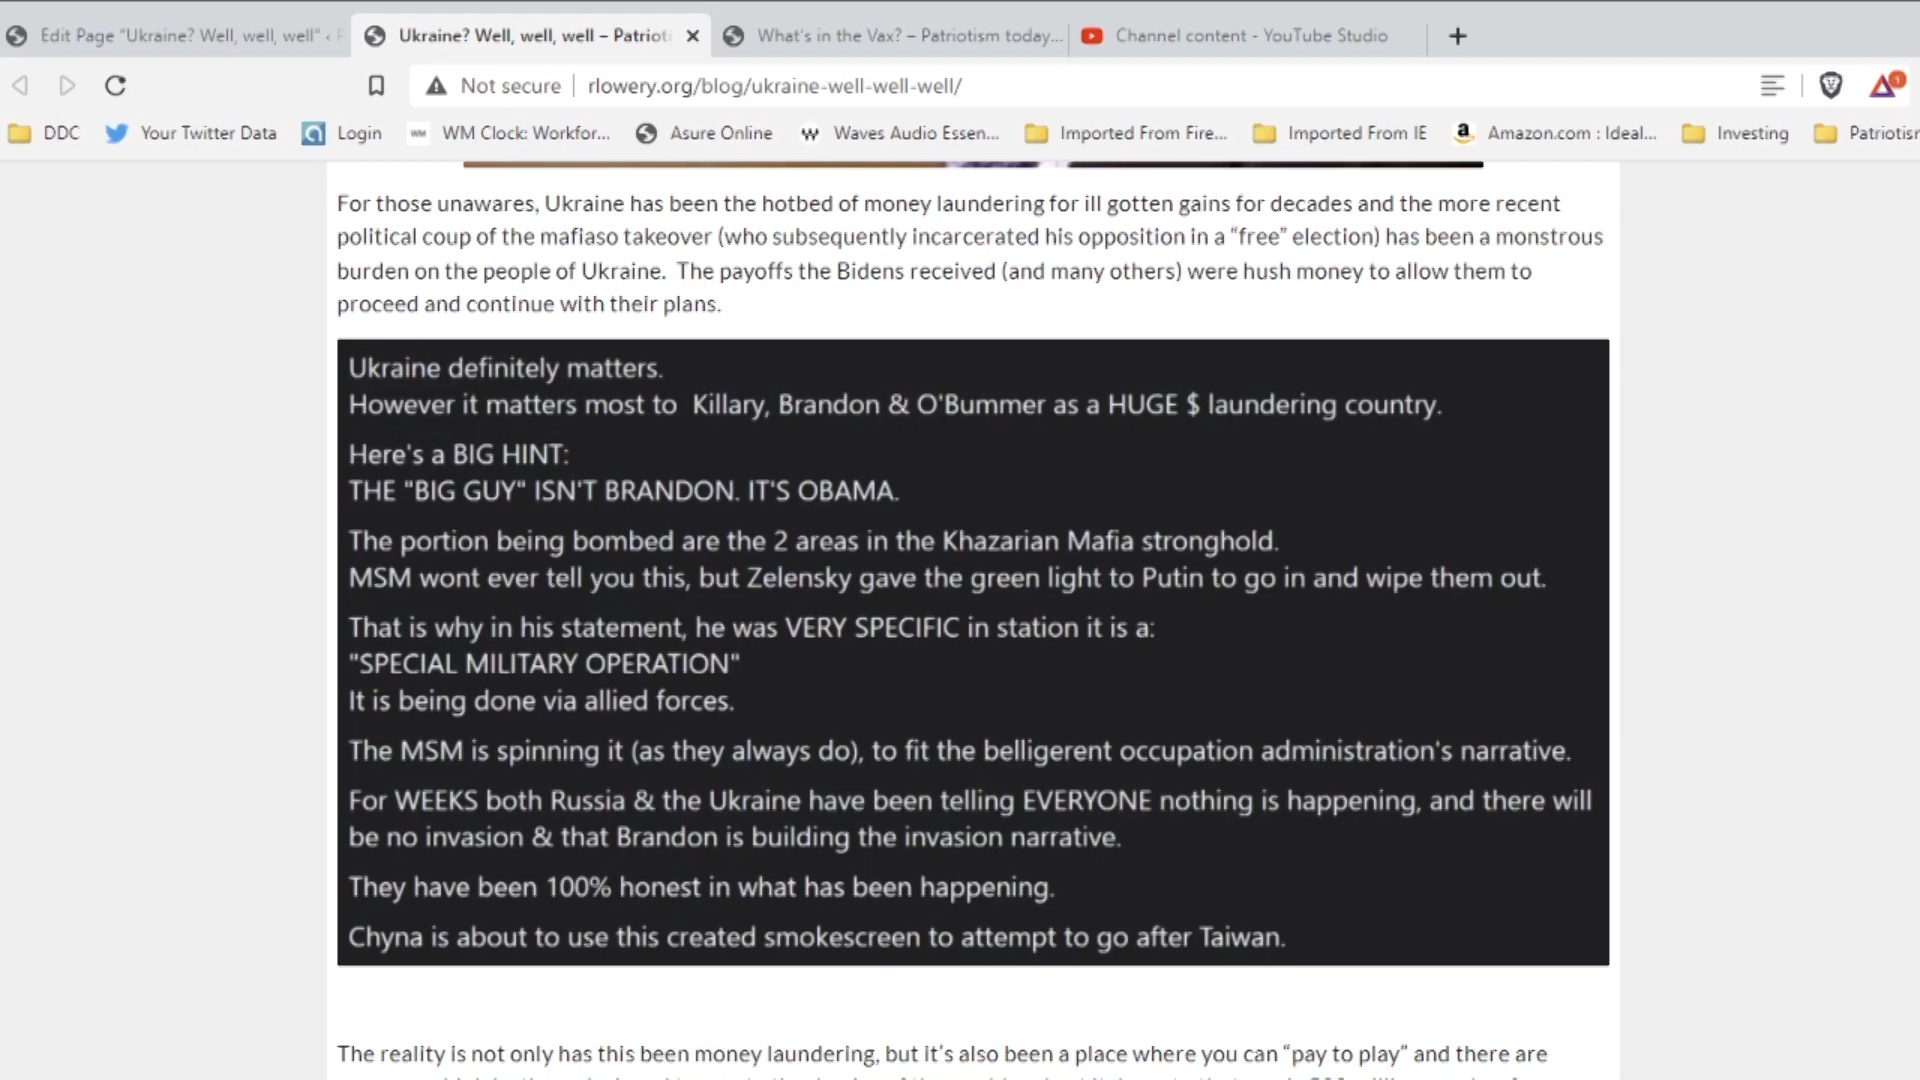 Edit Page “Ukraine? Well, well, well” ‹
Ukraine? Well, well, well – Patrioti
What's in the Vax? – Patriotism today...
Channel content - YouTube Studio
Not secure
rlowery.org/blog/ukraine-well-well-well/
1
DDC
Your Twitter Data
Login
WM Clock: Workfor...
Asure Online
Waves Audio Essen...
Imported From Fire...
Imported From IE
Amazon.com : Ideal...
Investing
Patriotisr
For those unawares, Ukraine has been the hotbed of money laundering for ill gotten gains for decades and the more recent
political coup of the mafiaso takeover (who subsequently incarcerated his opposition in a “free” election) has been a monstrous
burden on the people of Ukraine. The payoffs the Bidens received (and many others) were hush money to allow them to
proceed and continue with their plans.
Ukraine definitely matters.
However it matters most to Killary, Brandon & O'Bummer as a HUGE $ laundering country.
Here's a BIG HINT:
THE "BIG GUY" ISN'T BRANDON. IT'S OBAMA.
The portion being bombed are the 2 areas in the Khazarian Mafia stronghold.
MSM wont ever tell you this, but Zelensky gave the green light to Putin to go in and wipe them out.
That is why in his statement, he was VERY SPECIFIC in station it is a:
"SPECIAL MILITARY OPERATION"
It is being done via allied forces.
The MSM is spinning it (as they always do), to fit the belligerent occupation administration's narrative.
For WEEKS both Russia & the Ukraine have been telling EVERYONE nothing is happening, and there will
be no invasion & that Brandon is building the invasion narrative.
They have been 100% honest in what has been happening.
Chyna is about to use this created smokescreen to attempt to go after Taiwan.
The reality is not only has this been money laundering, but it's also been a place where you can “pay to play” and there are